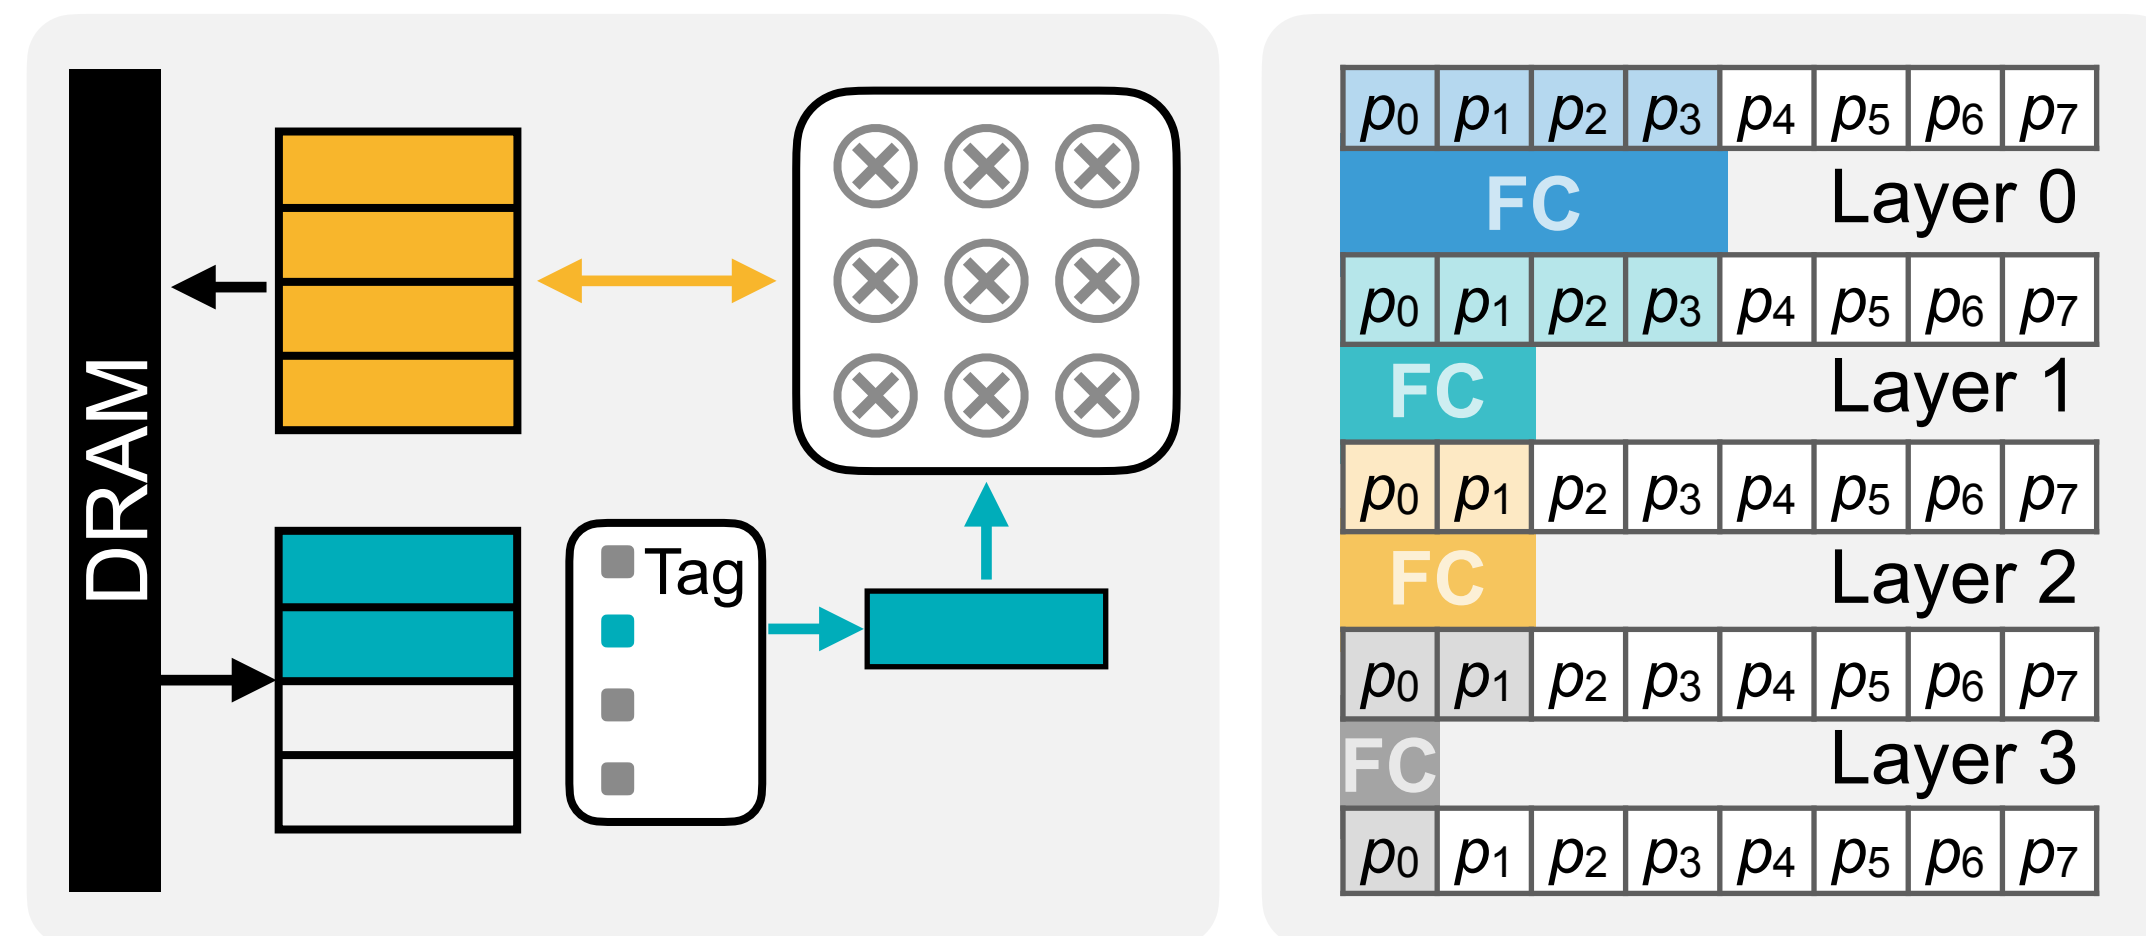 DRAM
Tag
p0 p1 p2 p3 p4 p5 p6 p7
FC Layer 0
p0 p1 p2 p3 p4 p5 p6 p7
FC Layer 1
p0 p1 p2 p3 p4 p5 p6 p7
FC Layer 2
p0 p1 p2 p3 p4 p5 p6 p7
FC Layer 3
p0 p1 p2 p3 p4 p5 p6 p7